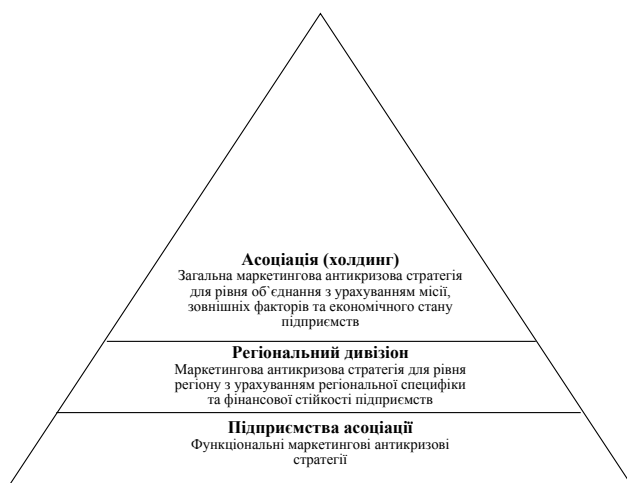 Асоціація (холдинг)
Загальна маркетингова антикризова стратегія
для рівня об`єднання з урахуванням місії,
зовнішніх факторів та економічного стану
підприємств
Регіональний дивізіон
Маркетингова антикризова стратегія для рівня
регіону з урахуванням регіональної специфіки
та фінансової стійкості підприємств
Підприємства асоціації
Функціональні маркетингові антикризові
стратегії